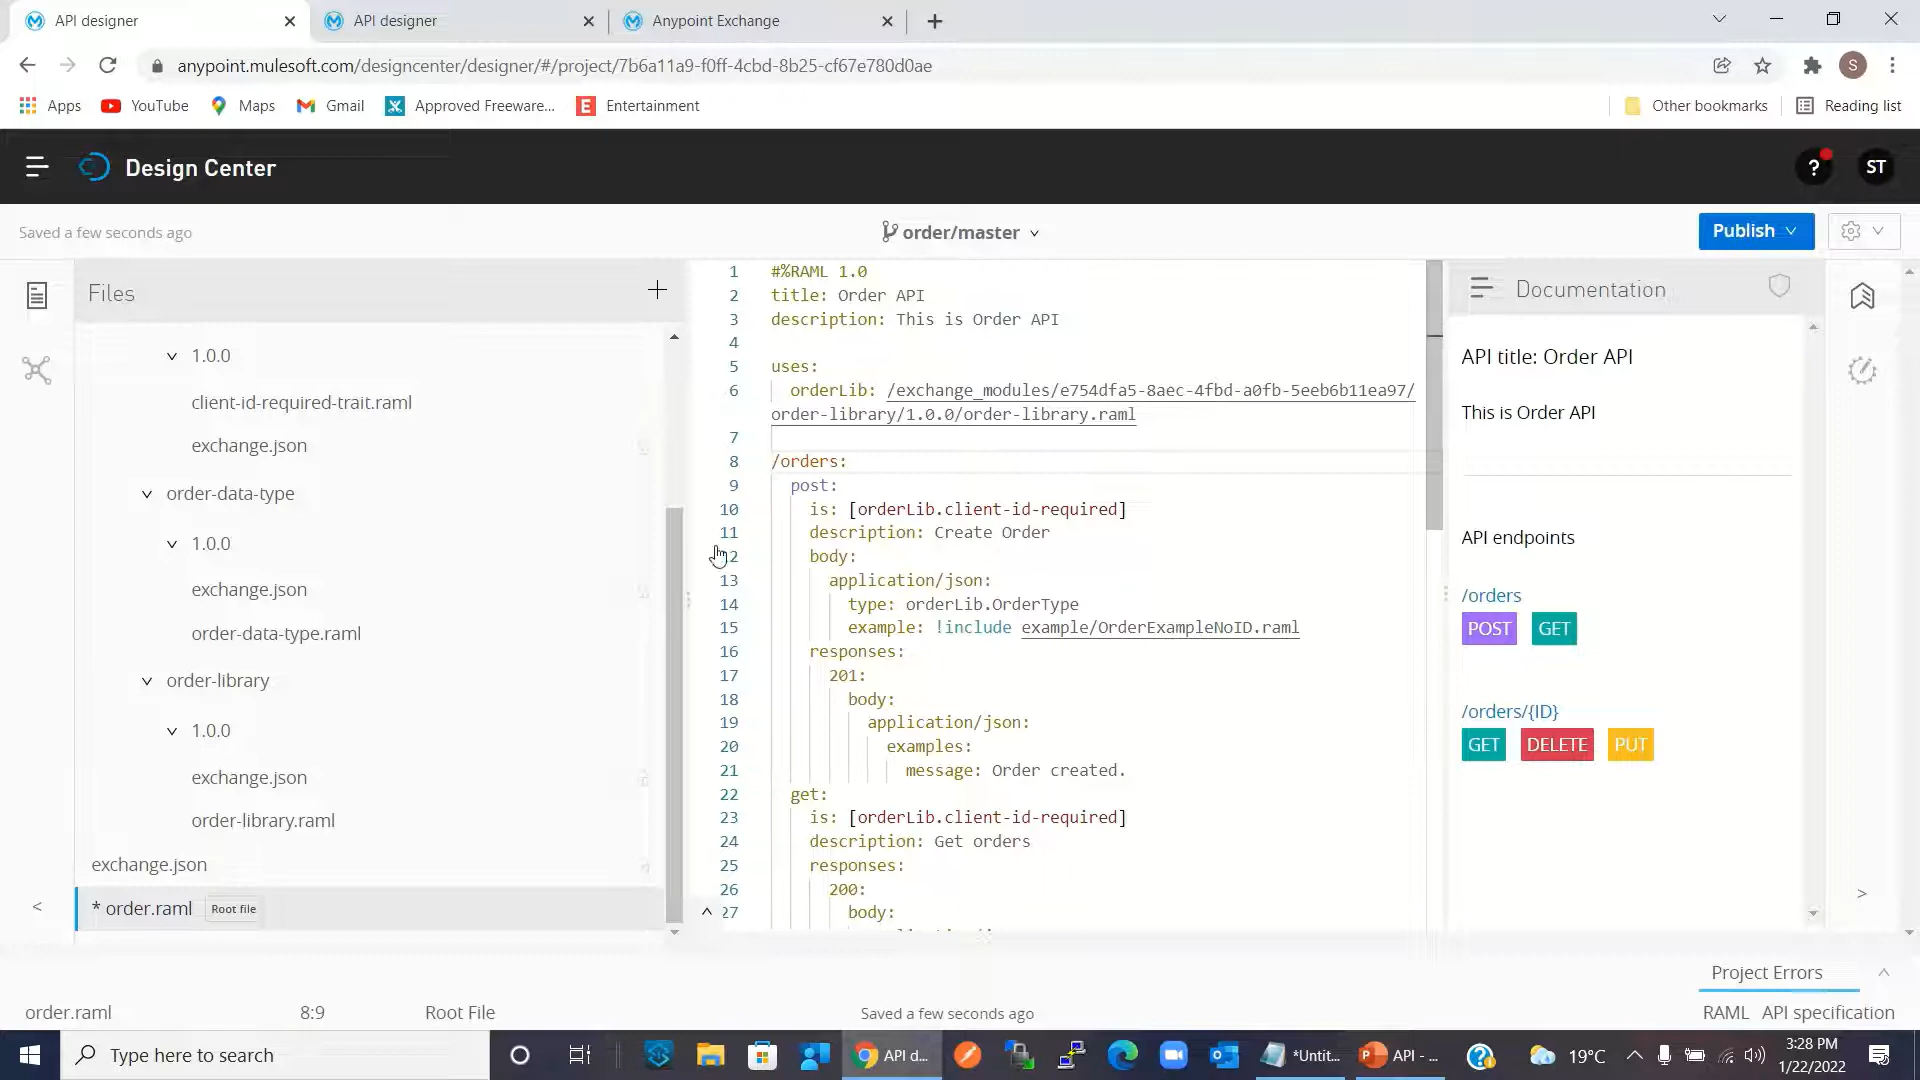 API designer
API designer
Anypoint Exchange
anypoint.mulesoft.com/designcenter/designer/#/project/7b6a11a9-f0ff-4cbd-8b25-cf67e780d0ae
S
Apps
YouTube
Maps
Gmail
Approved Freeware...
Entertainment
Other bookmarks
Reading list
Design Center
?
ST
Saved a few seconds ago
order/master
Publish
Files
1.0.0
client-id-required-trait.raml
exchange.json
order-data-type
1.0.0
exchange.json
order-data-type.raml
order-library
1.0.0
exchange.json
order-library.raml
exchange.json
* order.raml Root file
1 #%RAML 1.0
2 title: Order API
3 description: This is Order API
4
5 uses:
6 orderLib: /exchange_modules/e754dfa5-8aec-4fbd-a0fb-5eeb6b11ea97/
order-library/1.0.0/order-library.raml
7
8 /orders:
9 post:
10 is: [orderLib.client-id-required]
11 description: Create Order
12 body:
13 application/json:
14 type: orderLib.OrderType
15 example: !include example/OrderExampleNoID.raml
16 responses:
17 201:
18 body:
19 application/json:
20 examples:
21 message: Order created.
22 get:
23 is: [orderLib.client-id-required]
24 description: Get orders
25 responses:
26 200:
27 body:
Documentation
API title: Order API
This is Order API
API endpoints
/orders
POST GET
/orders/{ID}
GET DELETE PUT
Project Errors
order.raml
8:9
Root File
Saved a few seconds ago
RAML API specification
Type here to search
API d...
*Untit...
API - ...
19°C
3:28 PM
1/22/2022